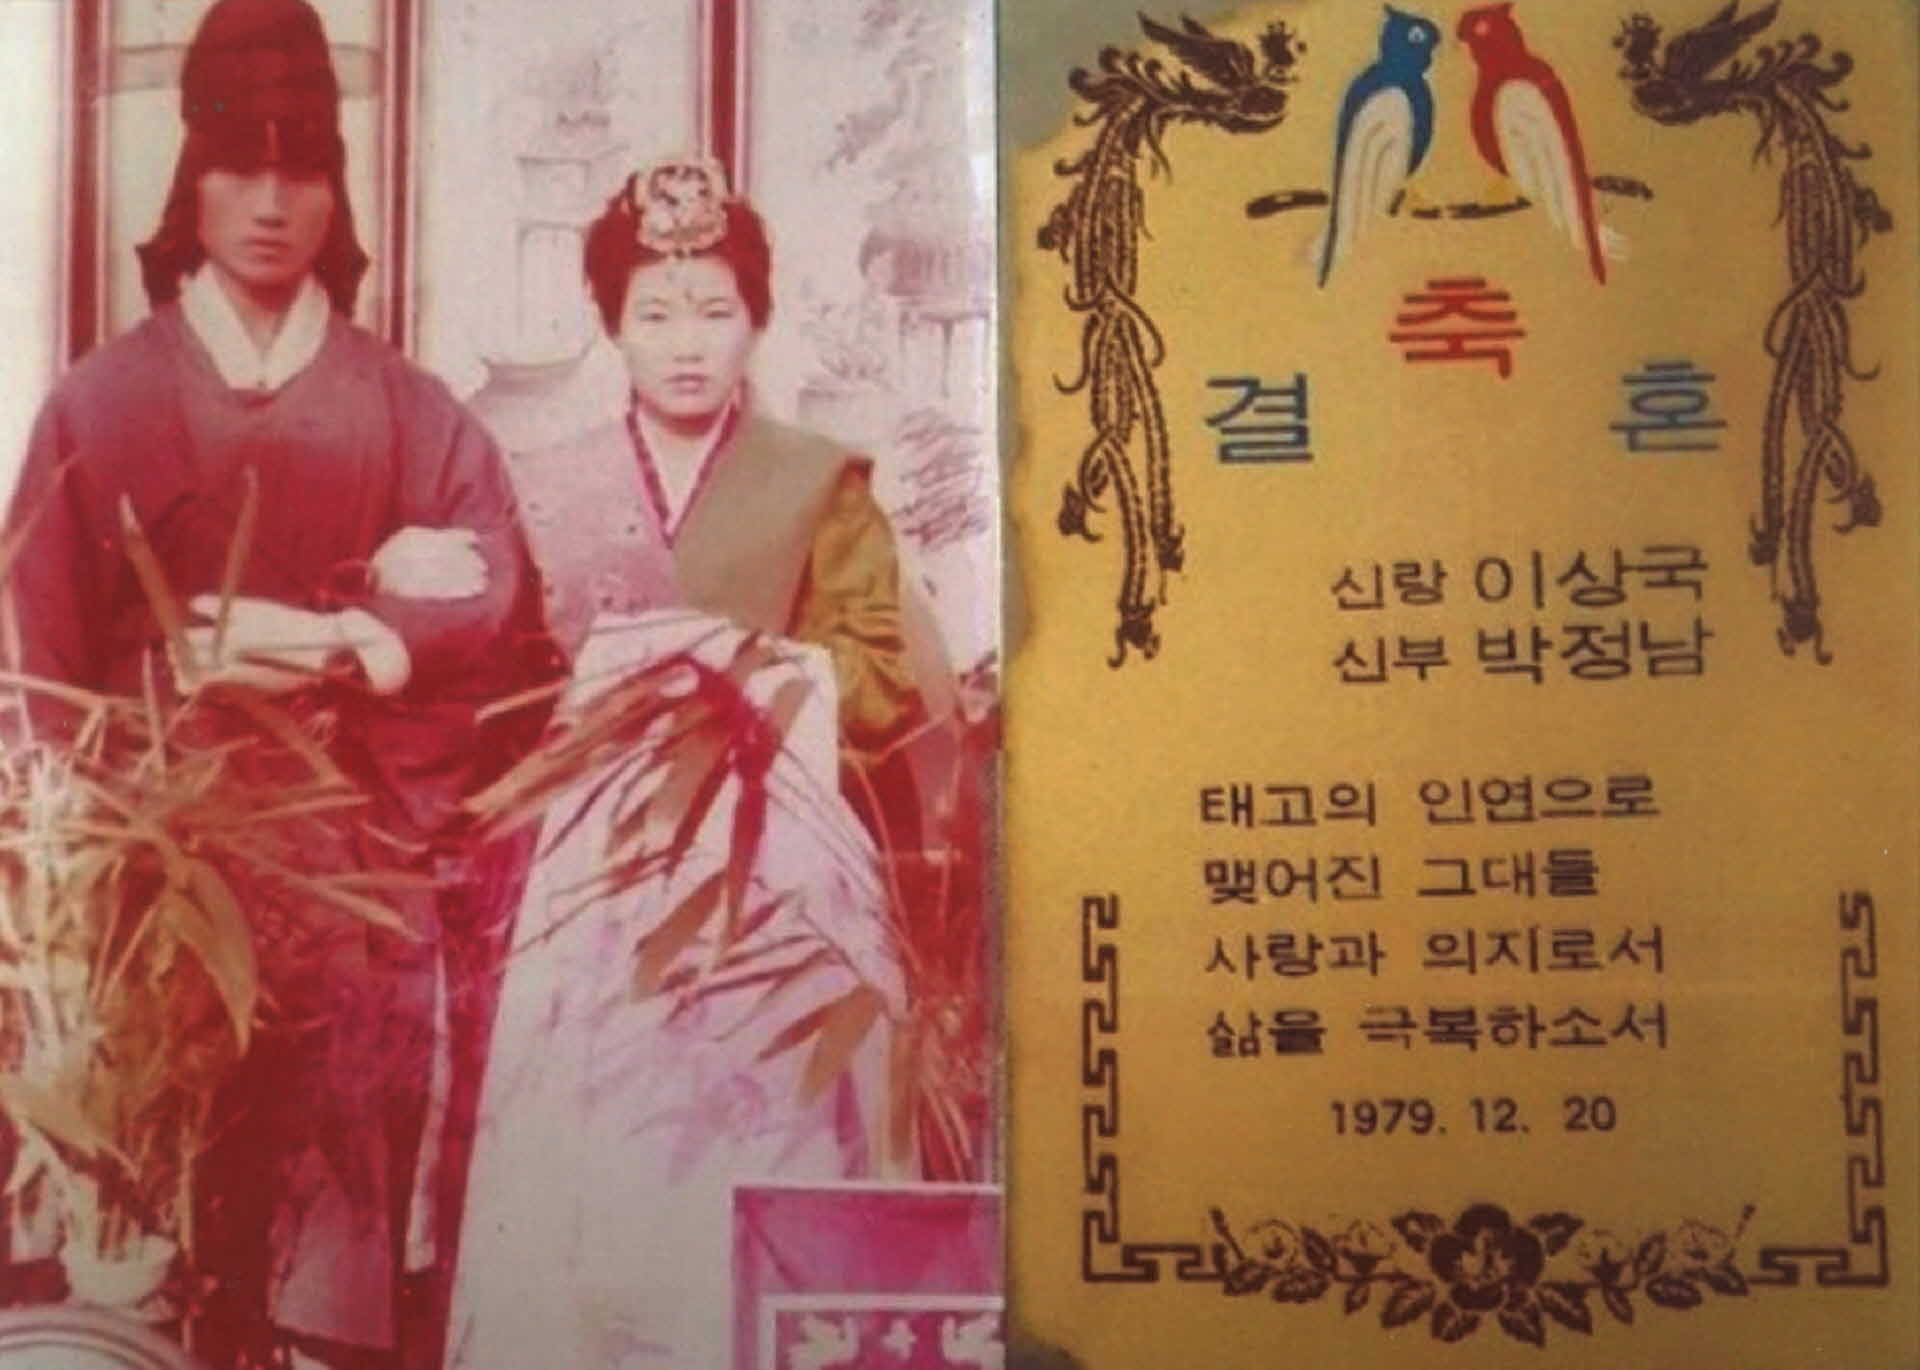 축
결 혼
신랑 이상국
신부 박정남
태고의 인연으로
맺어진 그대들
사랑과 의지로서
삶을 극복하소서
1979. 12. 20